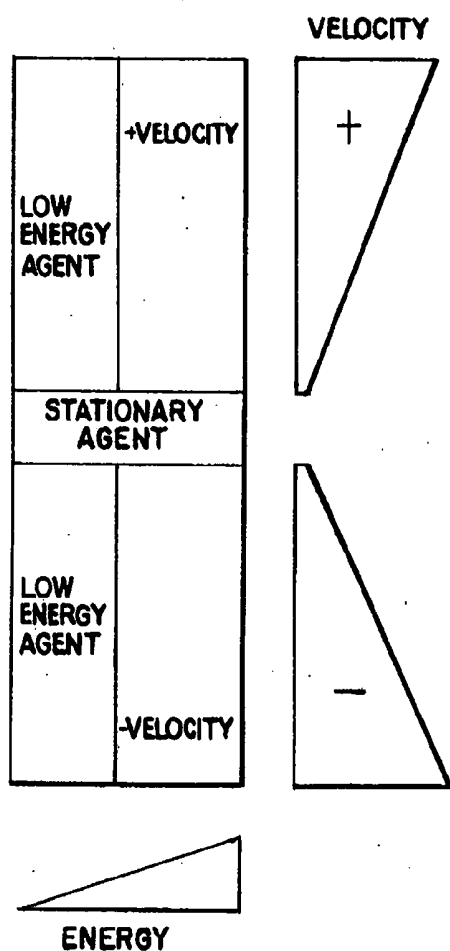 VELOCITY
+VELOCITY
+
LOW
ENERGY
AGENT
STATIONARY
AGENT
LOW
ENERGY
AGENT
-VELOCITY
−
ENERGY